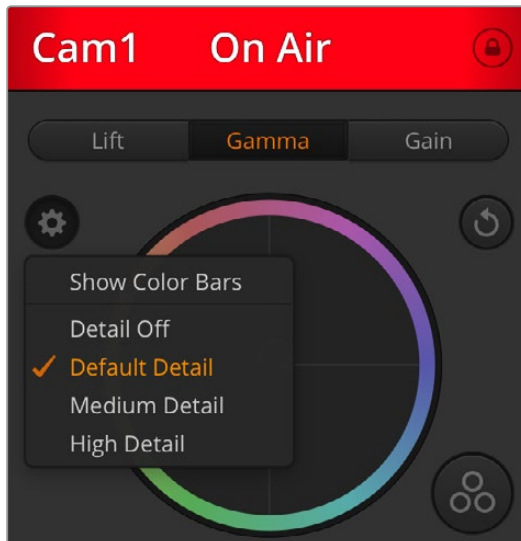 Cam1 On Air
Lift Gamma Gain
Show Color Bars
Detail Off
Default Detail
Medium Detail
High Detail